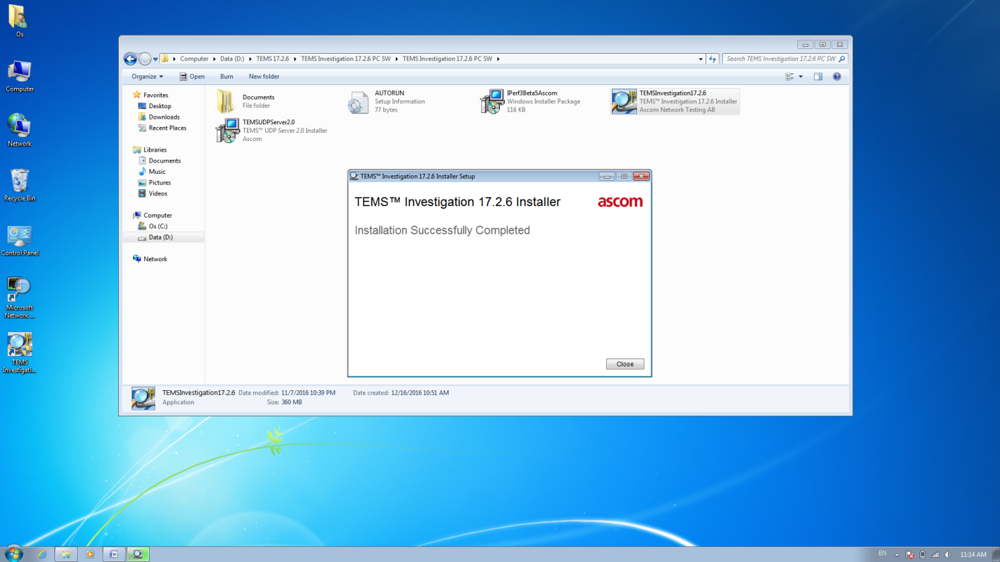 Os
Computer
Network
Recycle Bin
Control Panel
Microsoft
Network ...
TEMS
Investigati...
Computer Data (D:) TEMS 17.2.6 TEMS Investigation 17.2.6 PC SW TEMS Investigation 17.2.6 PC SW
Search TEMS Investigation 17.2.6 PC SW
Organize Open Burn New folder
Favorites
Desktop
Downloads
Recent Places
Libraries
Documents
Music
Pictures
Videos
Computer
Os (C:)
Data (D:)
Network
Documents
File folder
AUTORUN
Setup Information
77 bytes
IPerf3Beta5Ascom
Windows Installer Package
116 KB
TEMSInvestigation17.2.6
TEMS™ Investigation 17.2.6 Installer
Ascom Network Testing AB
TEMSUDPServer2.0
TEMS™ UDP Server 2.0 Installer
Ascom
TEMS™ Investigation 17.2.6 Installer Setup
TEMS™ Investigation 17.2.6 Installer
ascom
Installation Successfully Completed
Close
TEMSInvestigation17.2.6 Date modified: 11/7/2016 10:39 PM Date created: 12/16/2016 10:51 AM
Application Size: 360 MB
EN
11:14 AM